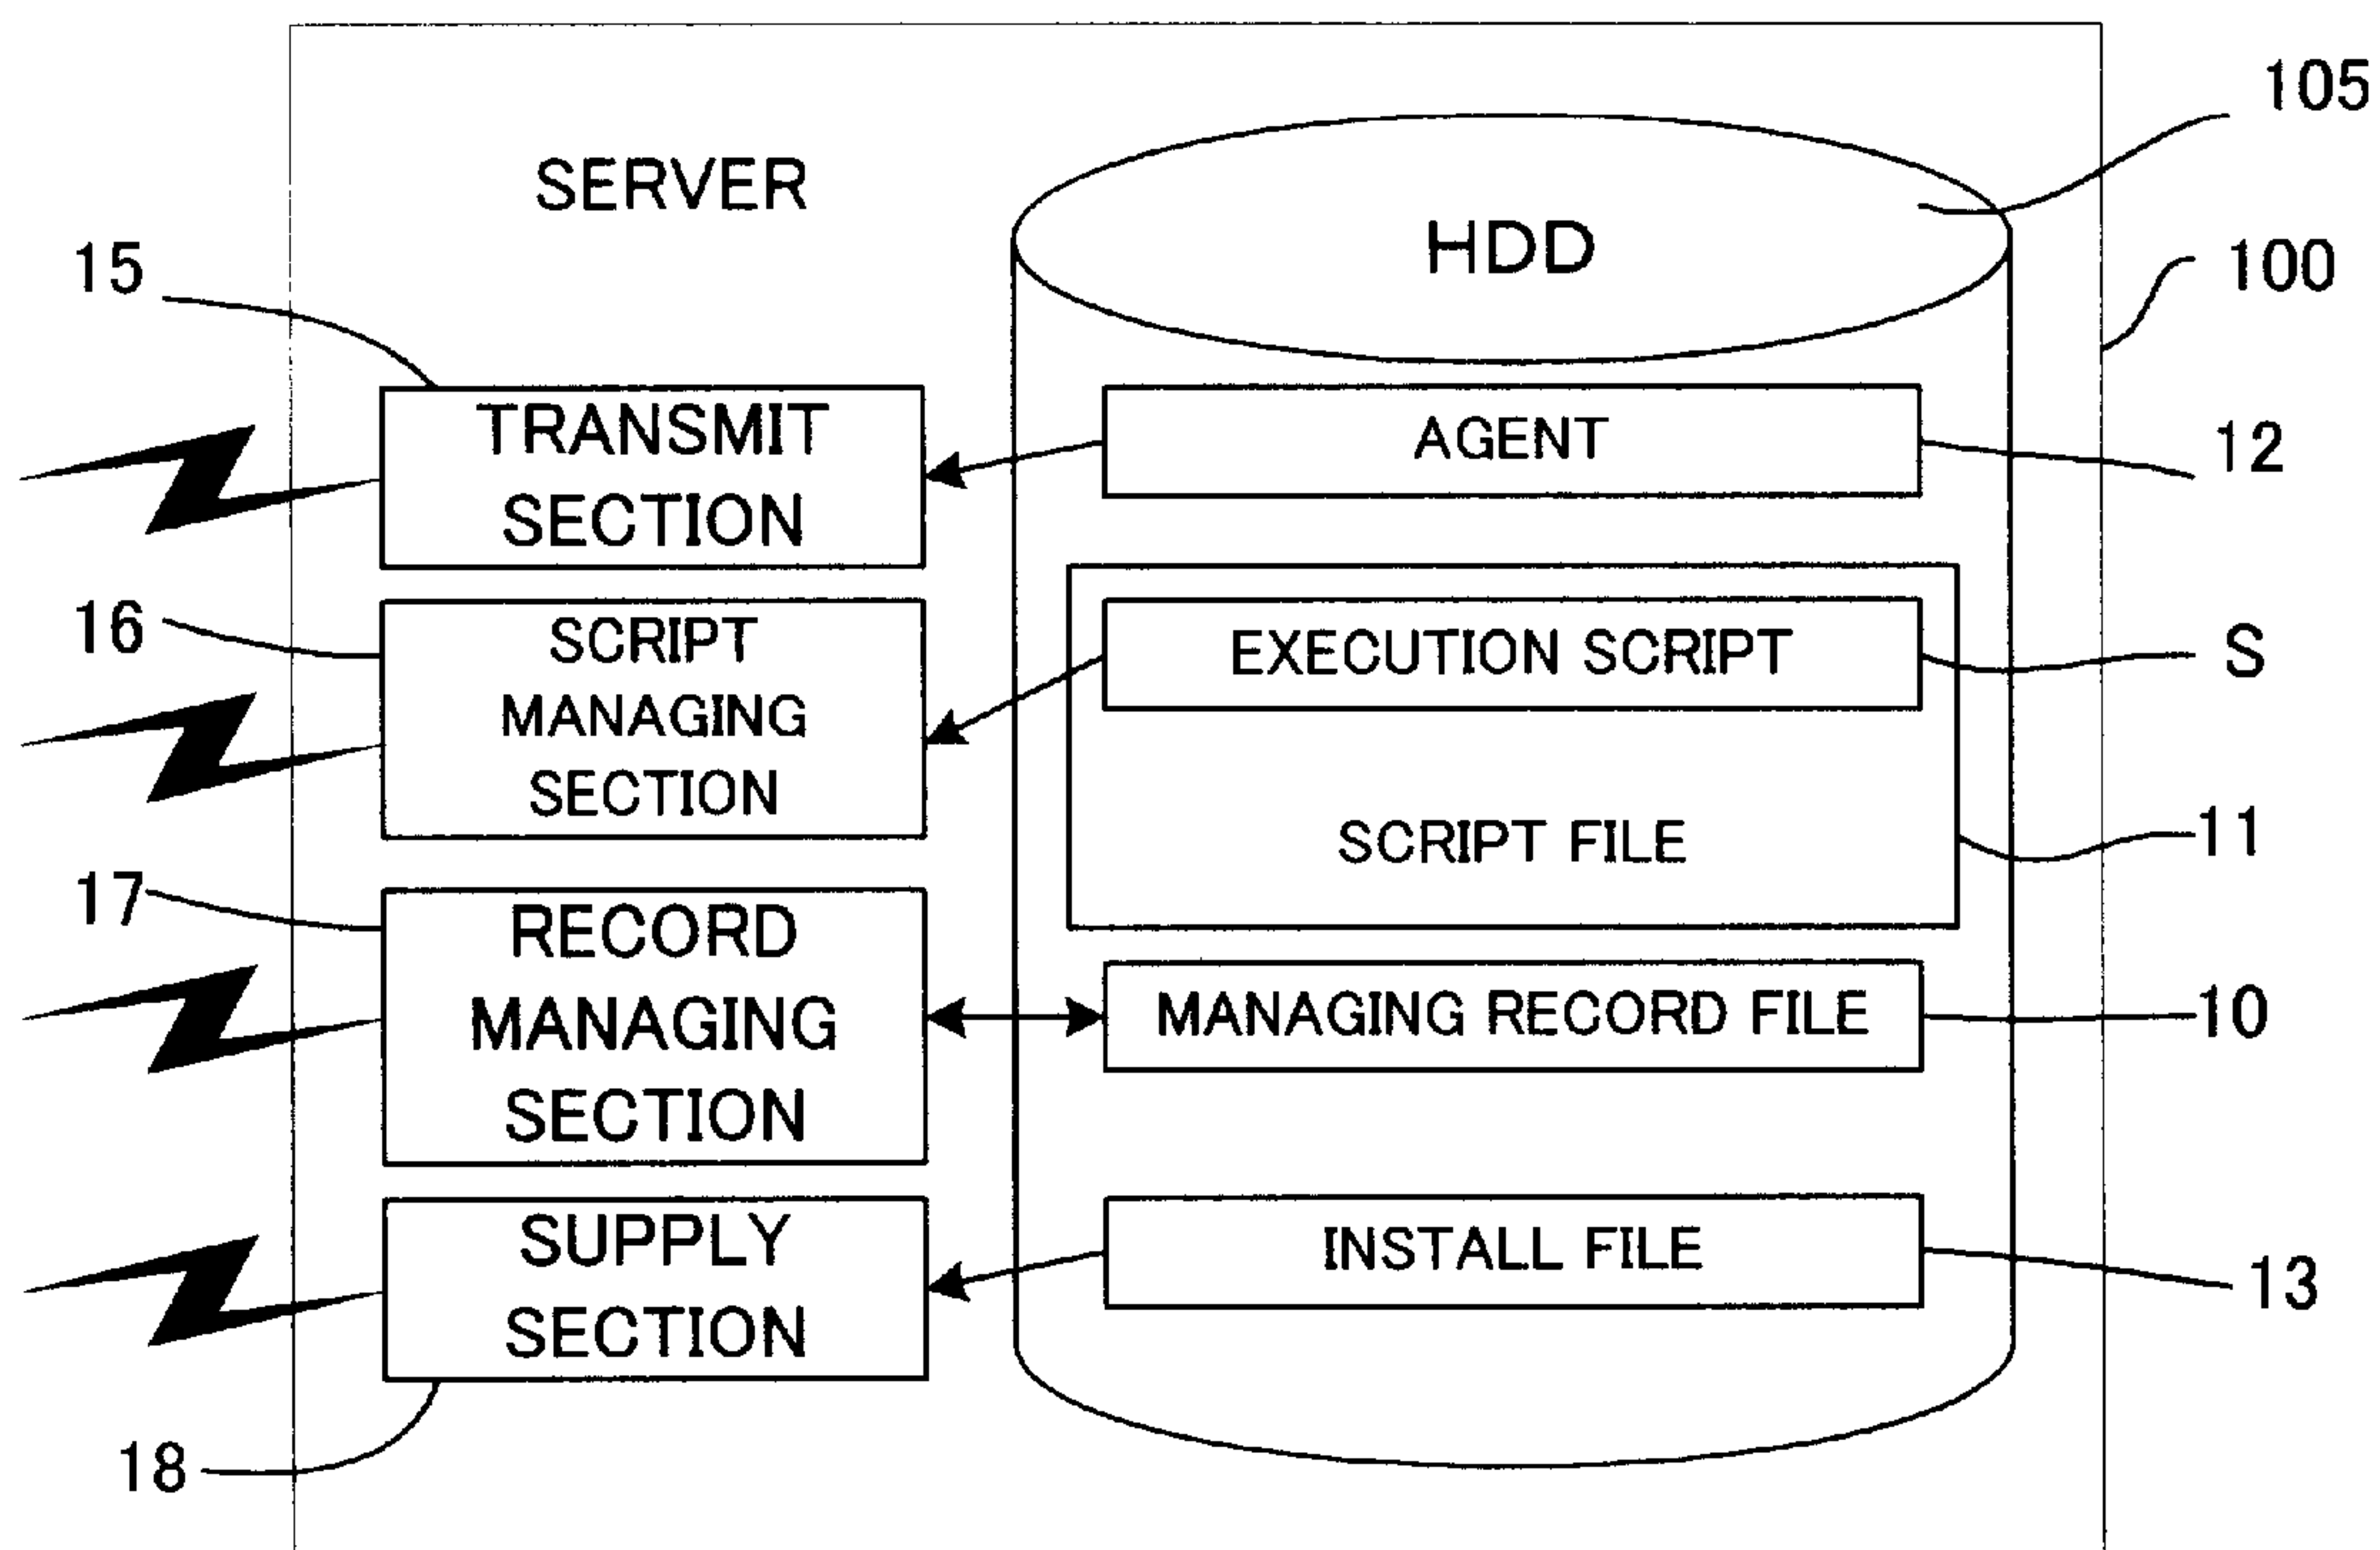 105
SERVER
HDD
15
100
TRANSMIT
SECTION
AGENT
12
16
SCRIPT
MANAGING
SECTION
EXECUTION SCRIPT
S
SCRIPT FILE
11
17
RECORD
MANAGING
SECTION
MANAGING RECORD FILE
10
SUPPLY
SECTION
INSTALL FILE
13
18